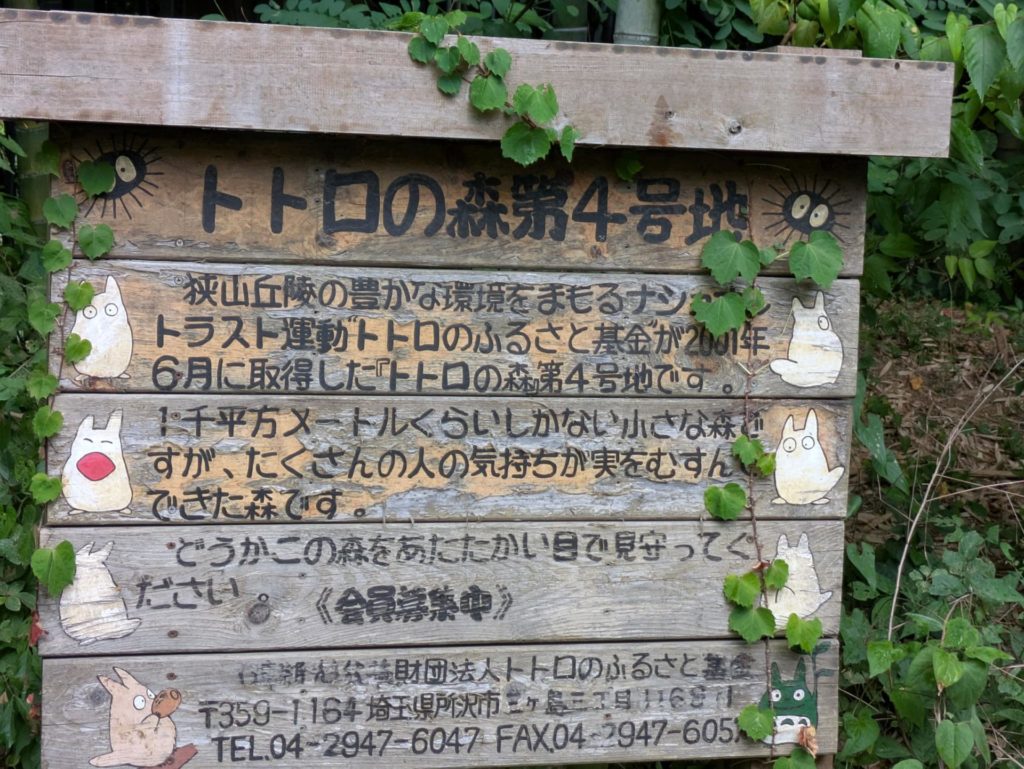 トトロの森第4号地
狭山丘陵の豊かな環境をまもるナショ
トラスト運動"トトロのふるさと基金"が2001年
6月に取得した『トトロの森』第4号地です。
1千平方メートルくらいしかない小さな森で
すが、たくさんの人の気持ちが実をむすん
できた森です。
どうかこの森をあたたかい目で見守ってく
ださい。
《会員募集中》
財団法人トトロのふるさと基金
〒359-1164 埼玉県所沢市三ヶ島三丁目1169
TEL.04-2947-6047 FAX.04-2947-6057